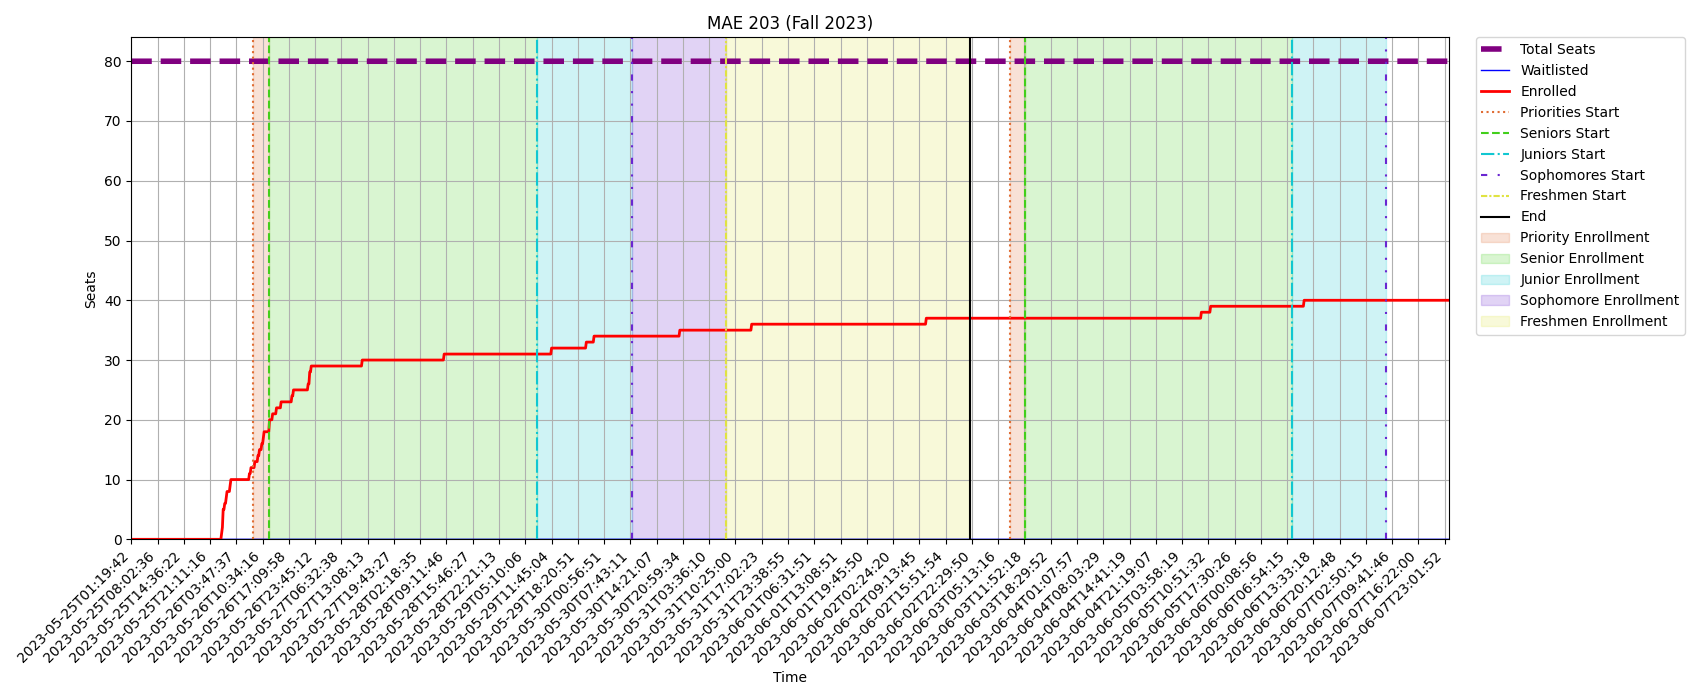 MAE 203 (Fall 2023)
Seats
80
70
60
50
40
30
20
10
0
2023-05-25T01:19:42
2023-05-25T08:02:36
2023-05-25T14:36:22
2023-05-25T21:11:16
2023-05-26T03:47:37
2023-05-26T10:34:16
2023-05-26T17:09:58
2023-05-26T23:45:12
2023-05-27T06:32:38
2023-05-27T13:08:13
2023-05-27T19:43:27
2023-05-28T02:18:35
2023-05-28T09:11:46
2023-05-28T15:46:27
2023-05-28T22:21:13
2023-05-29T05:10:06
2023-05-29T11:45:04
2023-05-29T18:20:51
2023-05-30T00:56:51
2023-05-30T07:43:11
2023-05-30T14:21:07
2023-05-30T20:59:34
2023-05-31T03:36:10
2023-05-31T10:25:00
2023-05-31T17:02:23
2023-05-31T23:38:55
2023-06-01T06:31:51
2023-06-01T13:08:51
2023-06-01T19:45:50
2023-06-02T02:24:20
2023-06-02T09:13:45
2023-06-02T15:51:54
2023-06-02T22:29:50
2023-06-03T05:13:16
2023-06-03T11:52:18
2023-06-03T18:29:52
2023-06-04T01:07:57
2023-06-04T08:03:29
2023-06-04T14:41:19
2023-06-04T21:19:07
2023-06-05T03:58:19
2023-06-05T10:51:32
2023-06-05T17:30:26
2023-06-06T00:08:56
2023-06-06T06:54:15
2023-06-06T13:33:18
2023-06-06T20:12:48
2023-06-07T02:50:15
2023-06-07T09:41:46
2023-06-07T16:22:00
2023-06-07T23:01:52
Time
Total Seats
Waitlisted
Enrolled
Priorities Start
Seniors Start
Juniors Start
Sophomores Start
Freshmen Start
End
Priority Enrollment
Senior Enrollment
Junior Enrollment
Sophomore Enrollment
Freshmen Enrollment